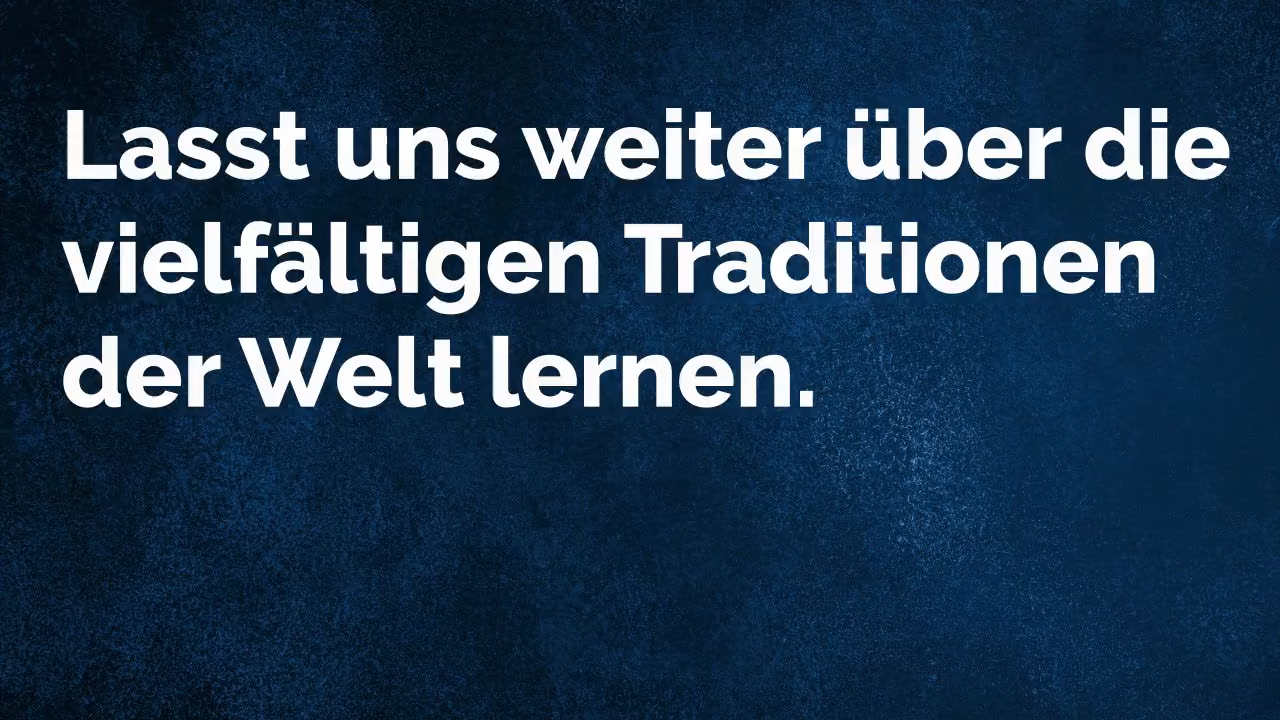 Lasst uns weiter über die
vielfältigen Traditionen
der Welt lernen.